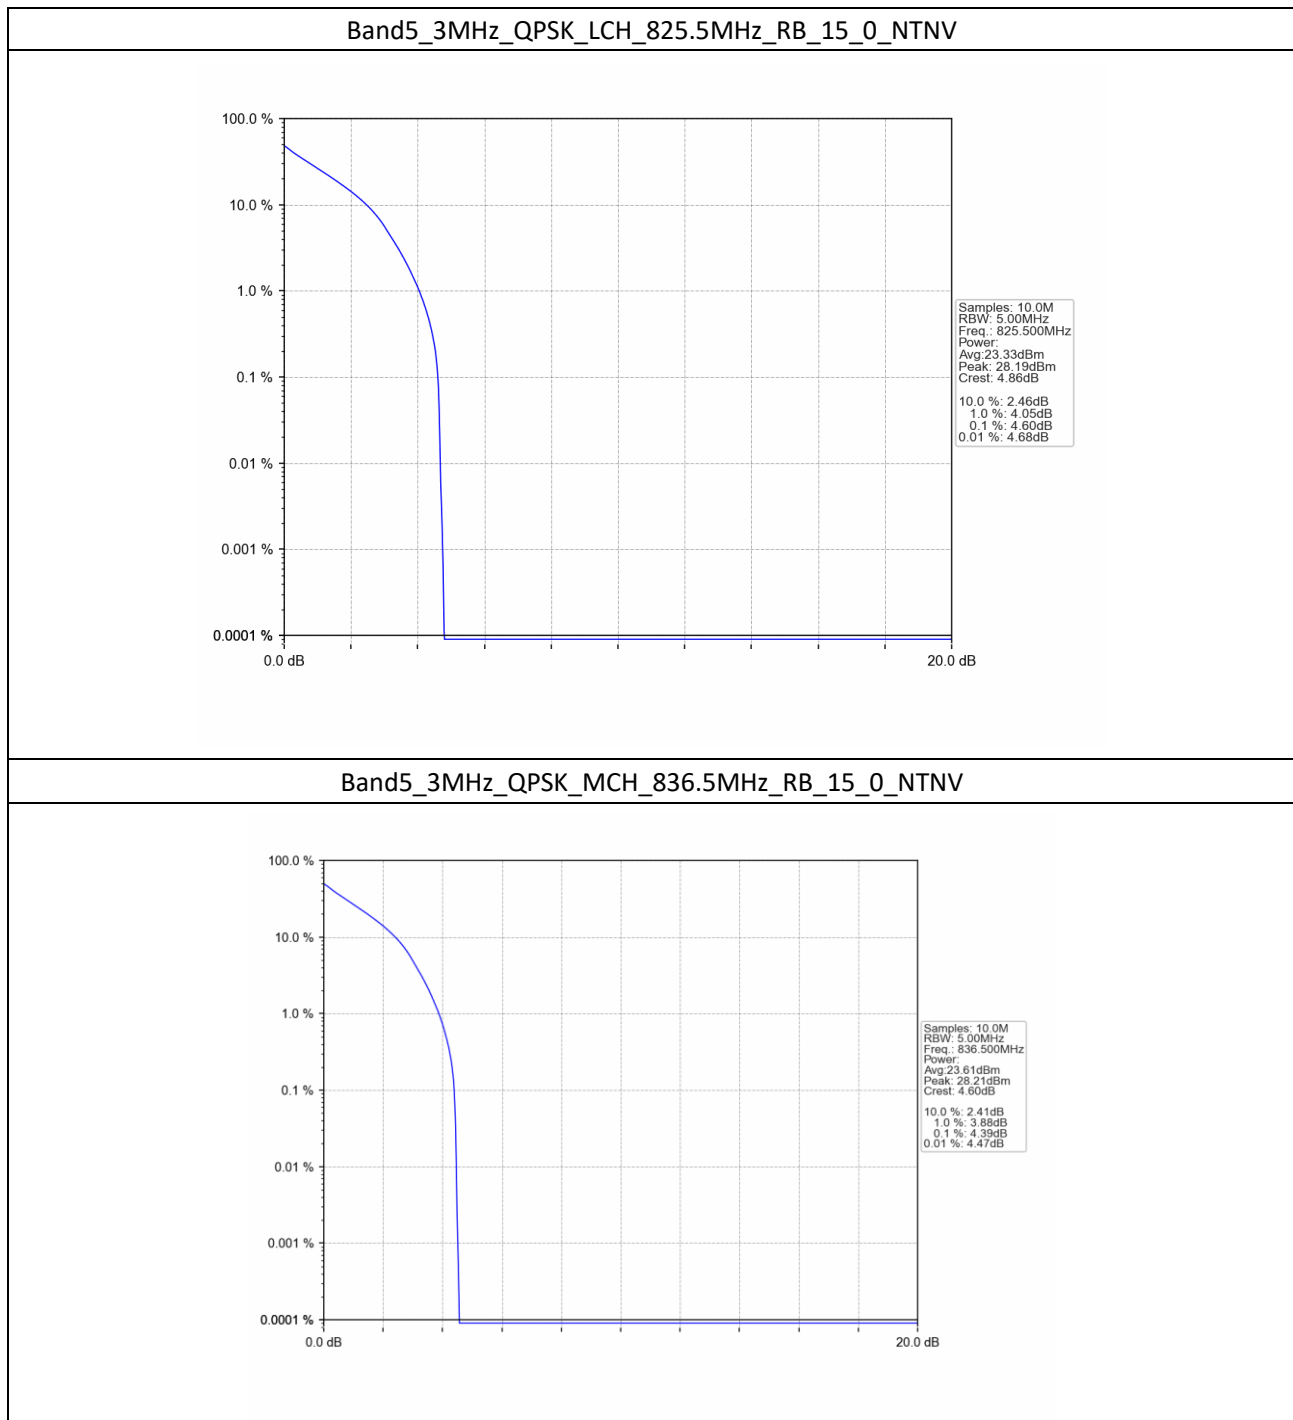 Band5_3MHz_QPSK_LCH_825.5MHz_RB_15_0_NTNV
100.0 %
10.0 %
1.0 %
0.1 %
0.01 %
0.001 %
0.0001 %
0.0 dB
20.0 dB
Samples: 10.0M
RBW: 5.00MHz
Freq.: 825.500MHz
Power:
Avg:23.33dBm
Peak: 28.19dBm
Crest: 4.86dB
10.0 %: 2.46dB
1.0 %: 4.05dB
0.1 %: 4.60dB
0.01 %: 4.68dB
Band5_3MHz_QPSK_MCH_836.5MHz_RB_15_0_NTNV
100.0 %
10.0 %
1.0 %
0.1 %
0.01 %
0.001 %
0.0001 %
0.0 dB
20.0 dB
Samples: 10.0M
RBW: 5.00MHz
Freq.: 836.500MHz
Power:
Avg:23.61dBm
Peak: 28.21dBm
Crest: 4.60dB
10.0 %: 2.41dB
1.0 %: 3.88dB
0.1 %: 4.39dB
0.01 %: 4.47dB